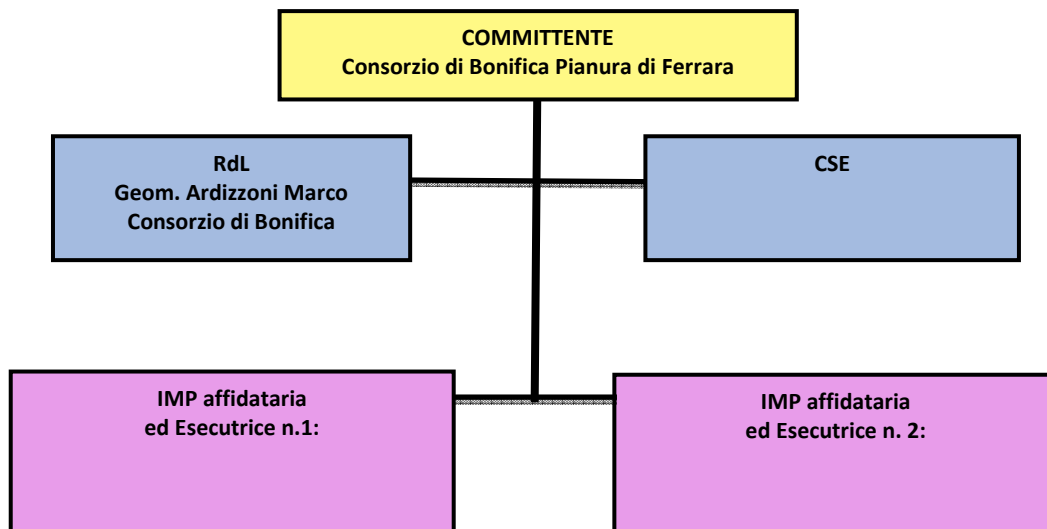 COMMITTENTE
Consorzio di Bonifica Pianura di Ferrara
RdL
Geom. Ardizzoni Marco
Consorzio di Bonifica
CSE
IMP affidataria
ed Esecutrice n.1:
IMP affidataria
ed Esecutrice n. 2: